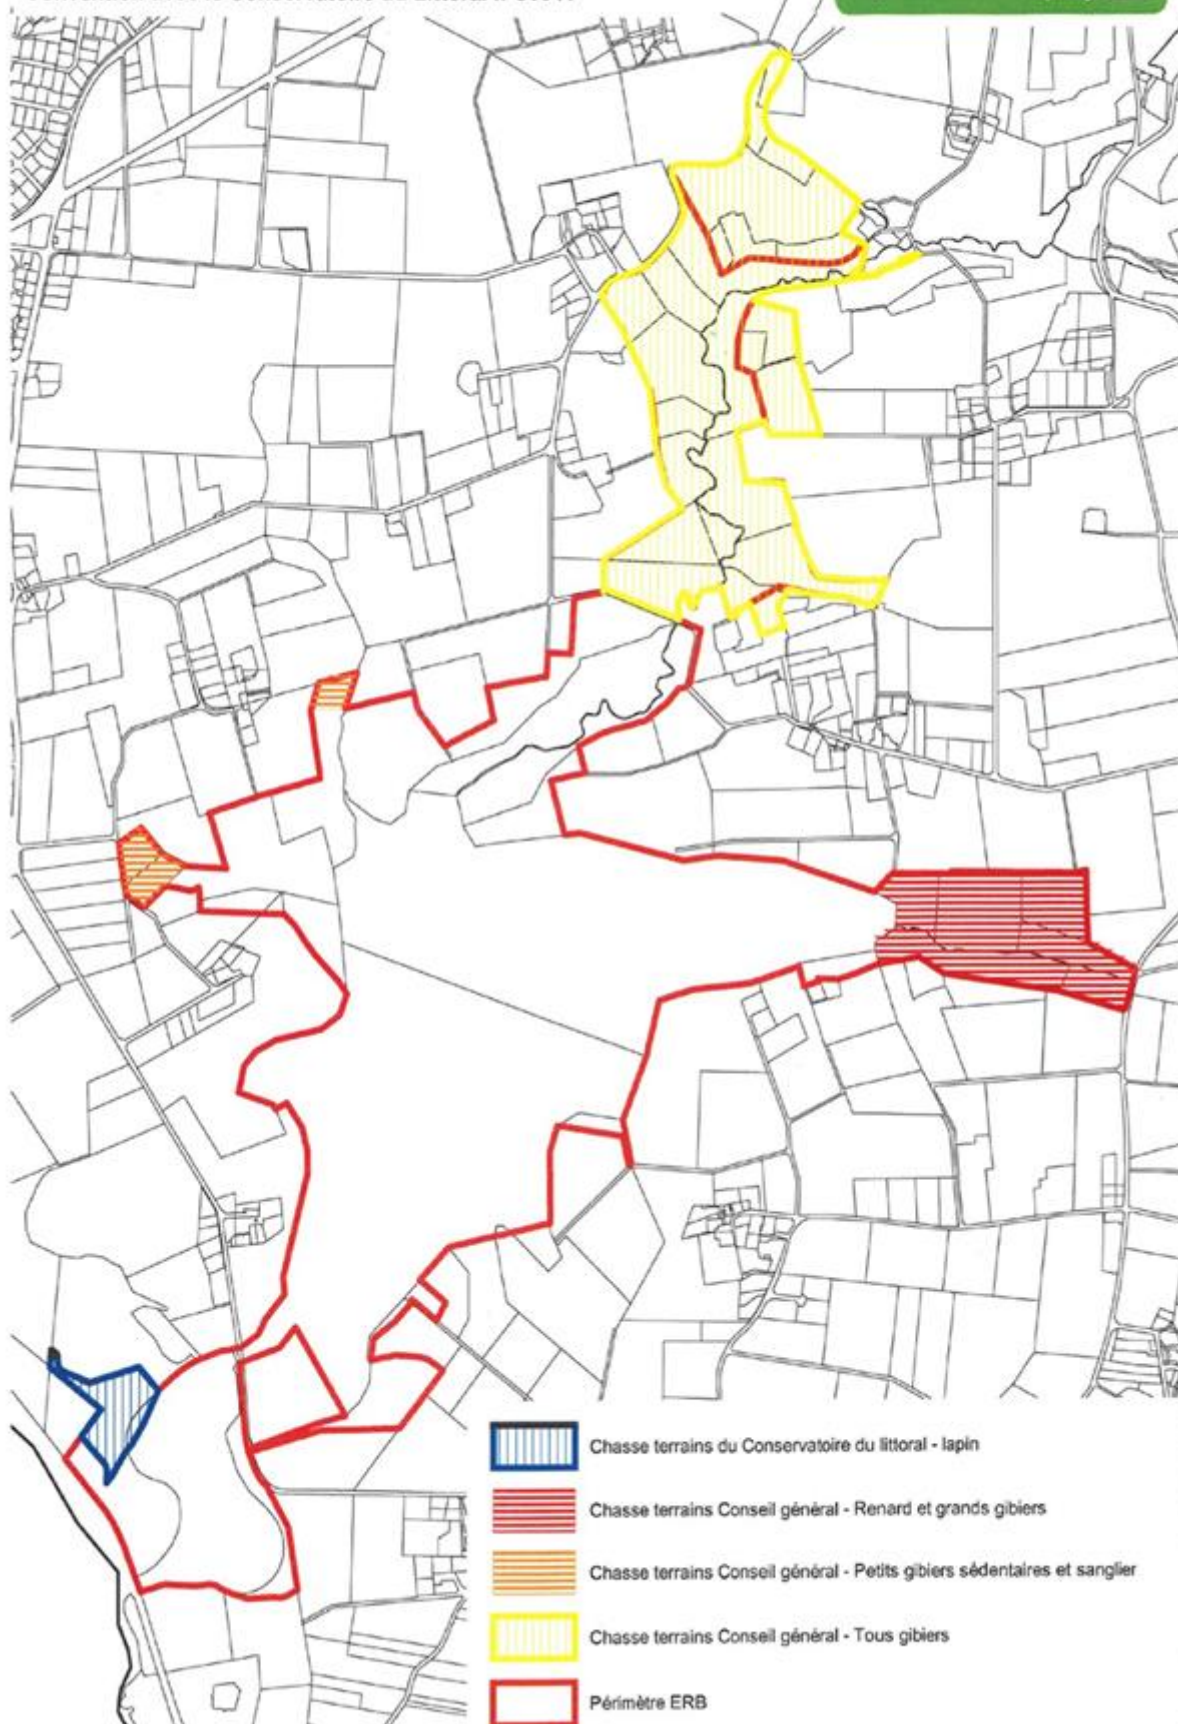 Chasse terrains du Conservatoire du littoral - lapin
Chasse terrains Conseil général - Renard et grands gibiers
Chasse terrains Conseil général - Petits gibiers sédentaires et sanglier
Chasse terrains Conseil général - Tous gibiers
Périmètre ERB